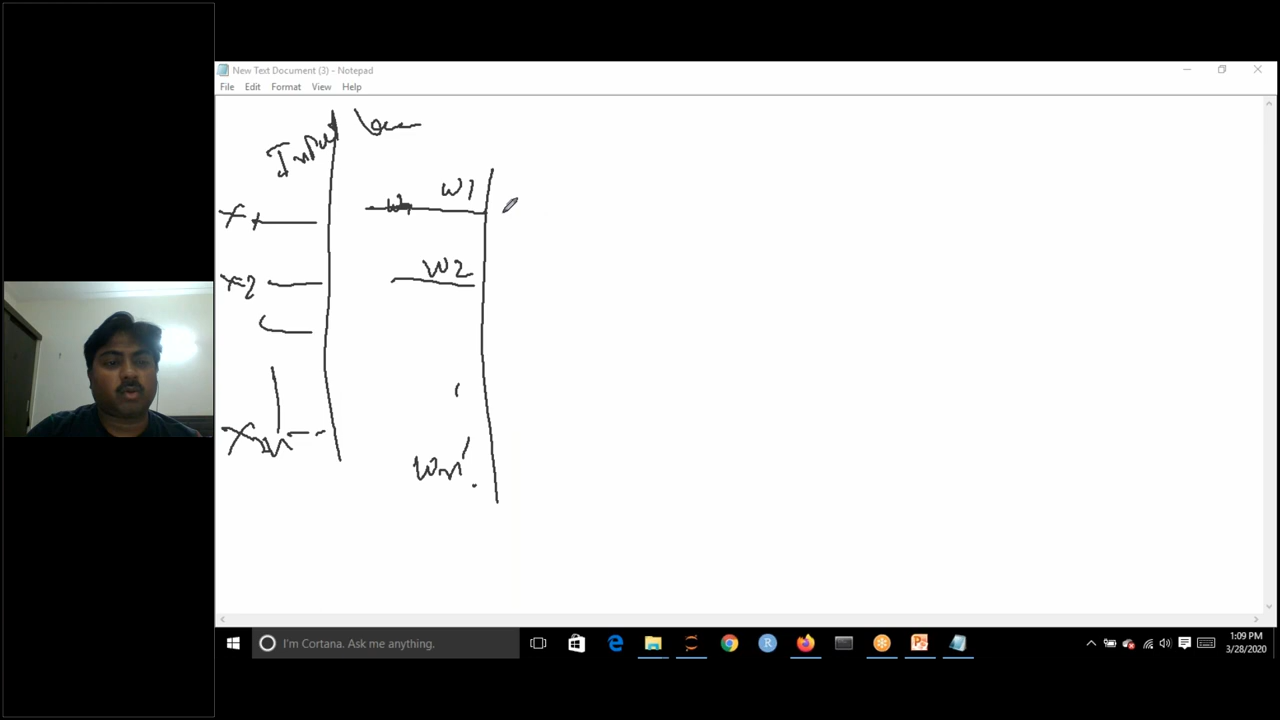 New Text Document (3) - Notepad
File Edit Format View Help
Input
x1 W1
x2 W2
Xn Wn
I'm Cortana. Ask me anything.
1:09 PM
3/28/2020